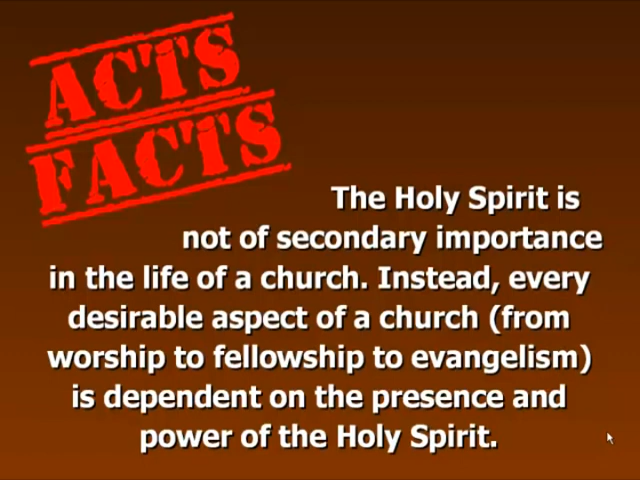 ACTS
FACTS
The Holy Spirit is
not of secondary importance
in the life of a church. Instead, every
desirable aspect of a church (from
worship to fellowship to evangelism)
is dependent on the presence and
power of the Holy Spirit.